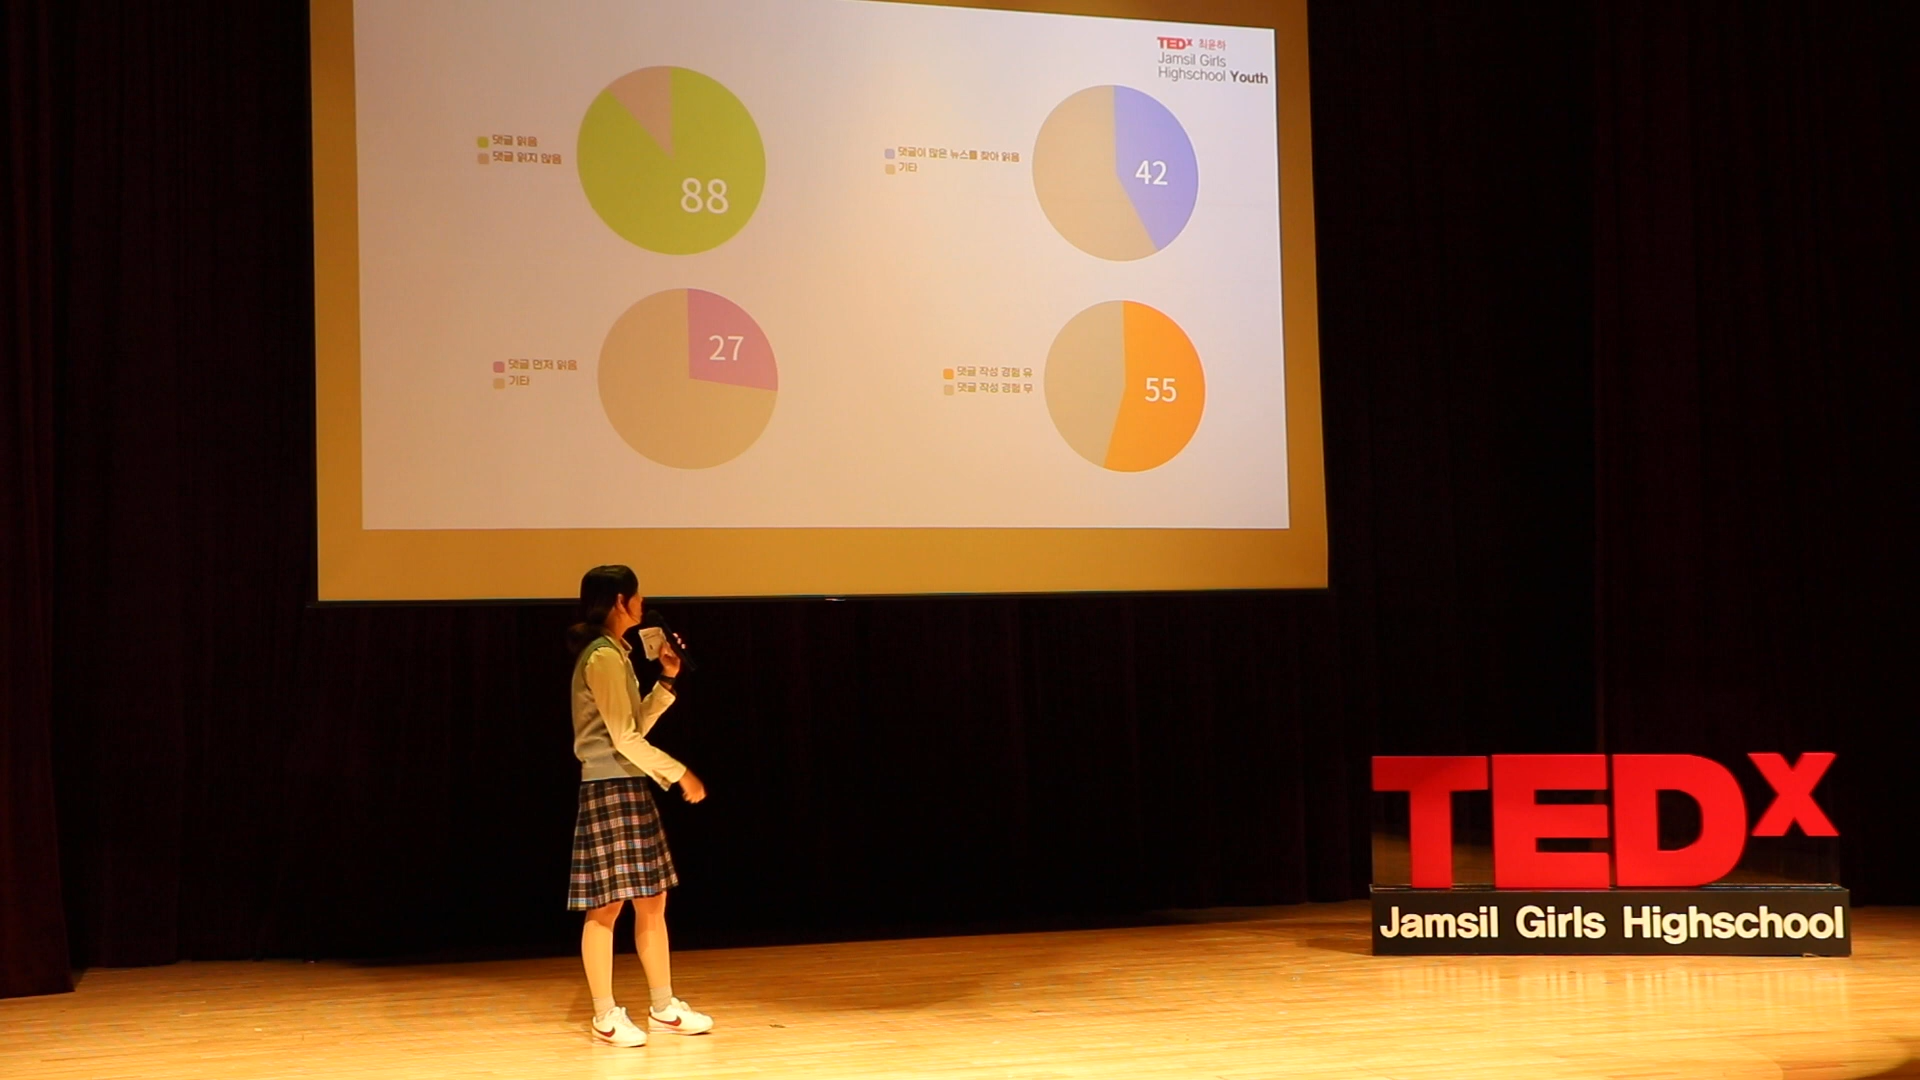 TEDx 최윤하
Jamsil Girls
Highschool Youth
댓글 읽음
댓글 읽지 않음
88
댓글이 많은 뉴스를 찾아 읽음
기타
42
댓글 먼저 읽음
기타
27
댓글 작성 경험 유
댓글 작성 경험 무
55
TEDx
Jamsil Girls Highschool